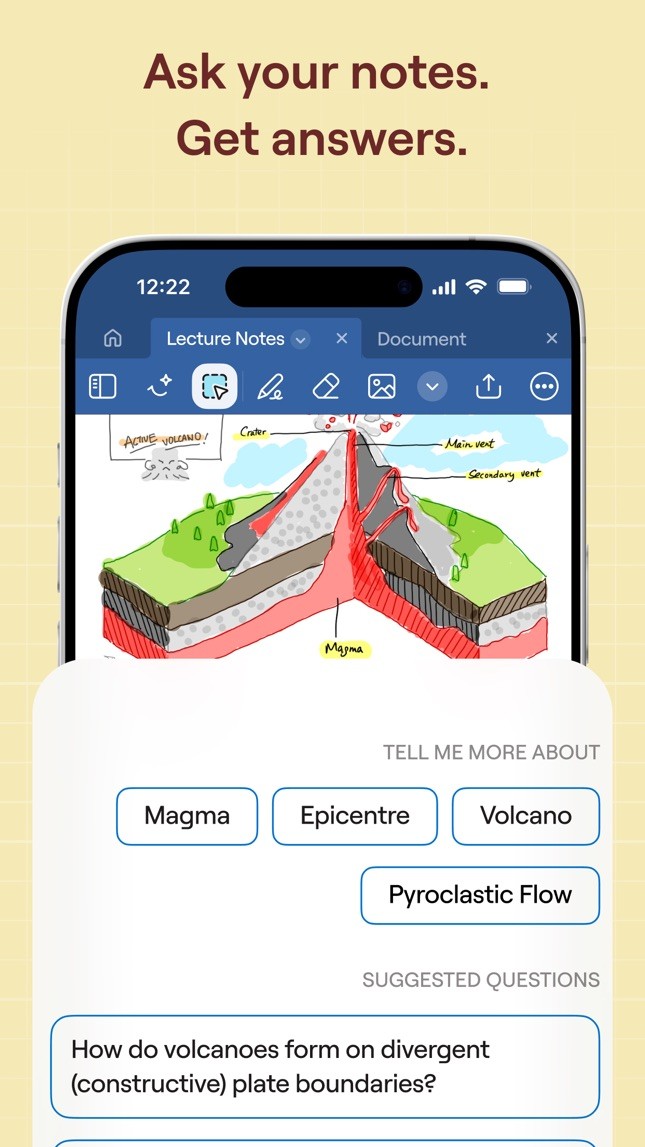 Ask your notes.
Get answers.
12:22
Lecture Notes
Document
ACTIVE VOLCANO!
Crater
Main vent
Secondary vent
Magma
TELL ME MORE ABOUT
Magma
Epicentre
Volcano
Pyroclastic Flow
SUGGESTED QUESTIONS
How do volcanoes form on divergent
(constructive) plate boundaries?